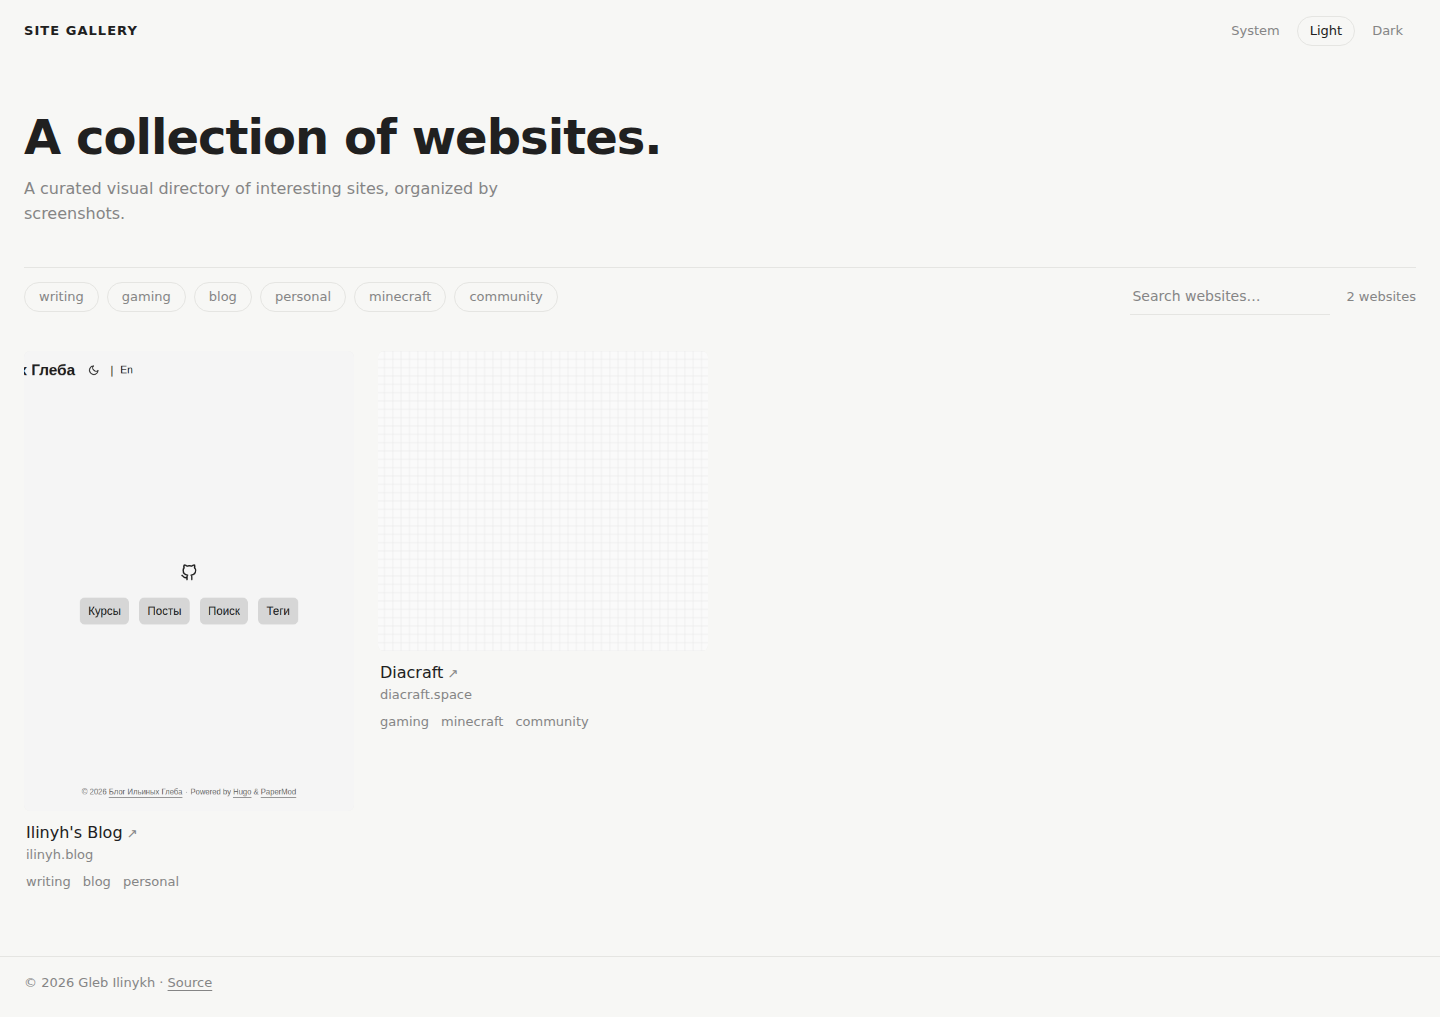 SITE GALLERY
System Light Dark
A collection of websites.
A curated visual directory of interesting sites, organized by
screenshots.
writing gaming blog personal minecraft community
Search websites...
2 websites
Глеба | En
Курсы Посты Поиск Теги
© 2026 Блог Ильиных Глеба · Powered by Hugo & PaperMod
Ilinyh's Blog ↗
ilinyh.blog
writing blog personal
Diacraft ↗
diacraft.space
gaming minecraft community
© 2026 Gleb Ilinykh · Source